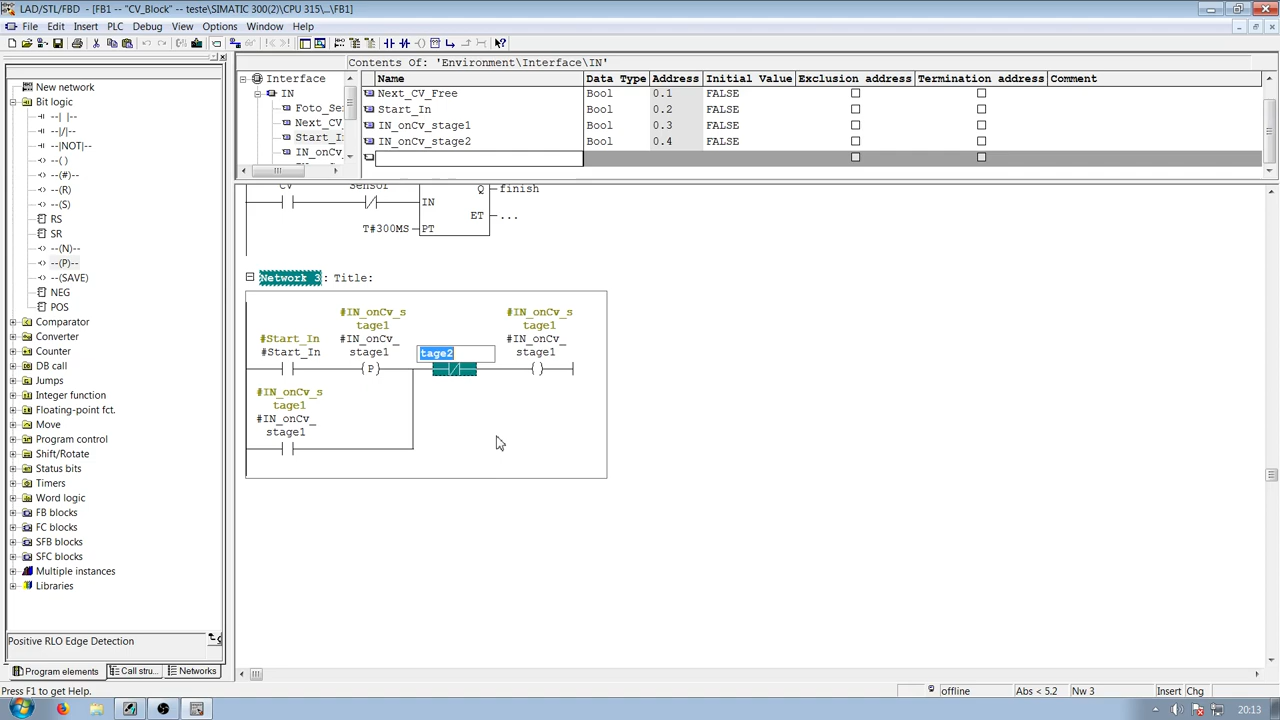 LAD/STL/FBD - [FB1 -- "CV_Block" -- teste\SIMATIC 300(2)\CPU 315\...\FB1]
File Edit Insert PLC Debug View Options Window Help
Contents Of: 'Environment\Interface\IN'
Interface
IN
Foto_Se
Next_CV
Start_I
IN_onCv
Name Data Type Address Initial Value Exclusion address Termination address Comment
Next_CV_Free Bool 0.1 FALSE
Start_In Bool 0.2 FALSE
IN_onCv_stage1 Bool 0.3 FALSE
IN_onCv_stage2 Bool 0.4 FALSE
New network
Bit logic
--| |--
--|/|--
--|NOT|--
--( )
--(#)--
--(R)
--(S)
RS
SR
--(N)--
--(P)--
--(SAVE)
NEG
POS
Comparator
Converter
Counter
DB call
Jumps
Integer function
Floating-point fct.
Move
Program control
Shift/Rotate
Status bits
Timers
Word logic
FB blocks
FC blocks
SFB blocks
SFC blocks
Multiple instances
Libraries
Positive RLO Edge Detection
Program elements Call stru... Networks
CV Sensor Q finish
IN
ET ...
T#300MS PT
Network 3 : Title:
#IN_onCv_s
tage1
#Start_In #IN_onCv_
#Start_In stage1
P
tage2
#IN_onCv_s
tage1
#IN_onCv_
stage1
#IN_onCv_s
tage1
#IN_onCv_
stage1
Press F1 to get Help.
offline Abs < 5.2 Nw 3 Insert Chg
20:13